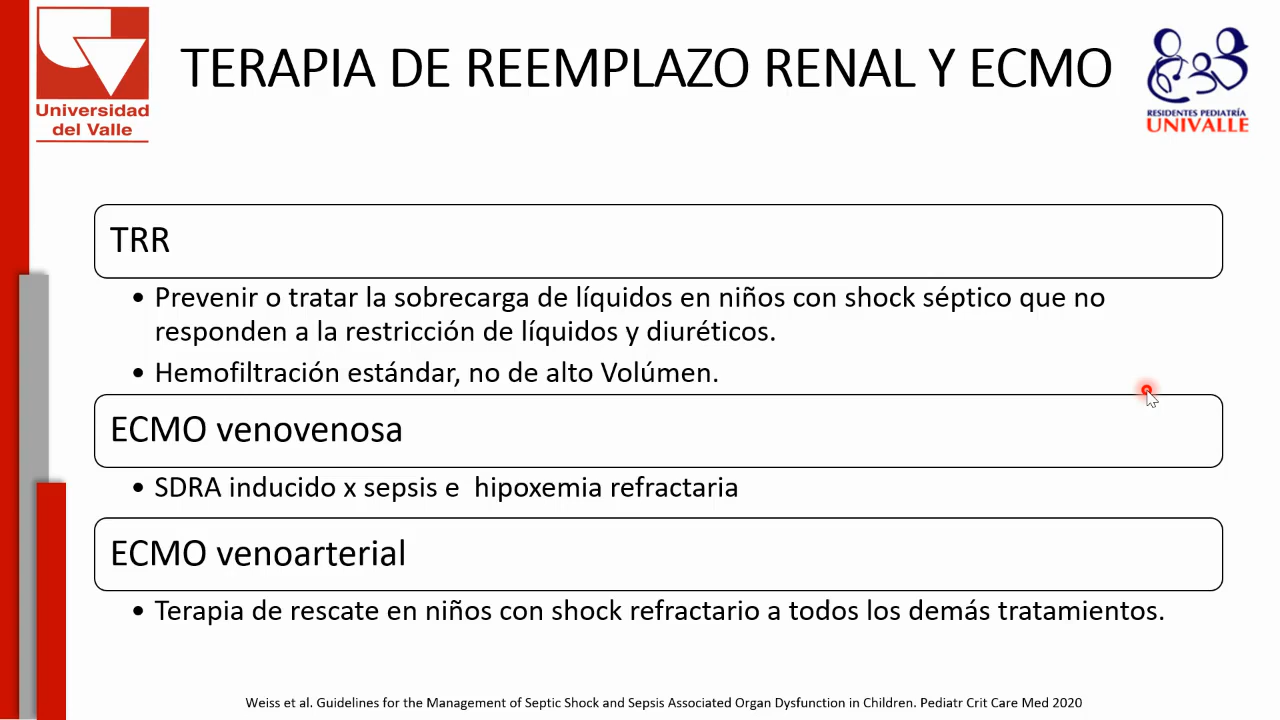 Universidad
del Valle
TERAPIA DE REEMPLAZO RENAL Y ECMO
RESIDENTES PEDIATRÍA
UNIVALLE
TRR
• Prevenir o tratar la sobrecarga de líquidos en niños con shock séptico que no
responden a la restricción de líquidos y diuréticos.
• Hemofiltración estándar, no de alto Volúmen.
ECMO venovenosa
• SDRA inducido x sepsis e  hipoxemia refractaria
ECMO venoarterial
• Terapia de rescate en niños con shock refractario a todos los demás tratamientos.
Weiss et al. Guidelines for the Management of Septic Shock and Sepsis Associated Organ Dysfunction in Children. Pediatr Crit Care Med 2020